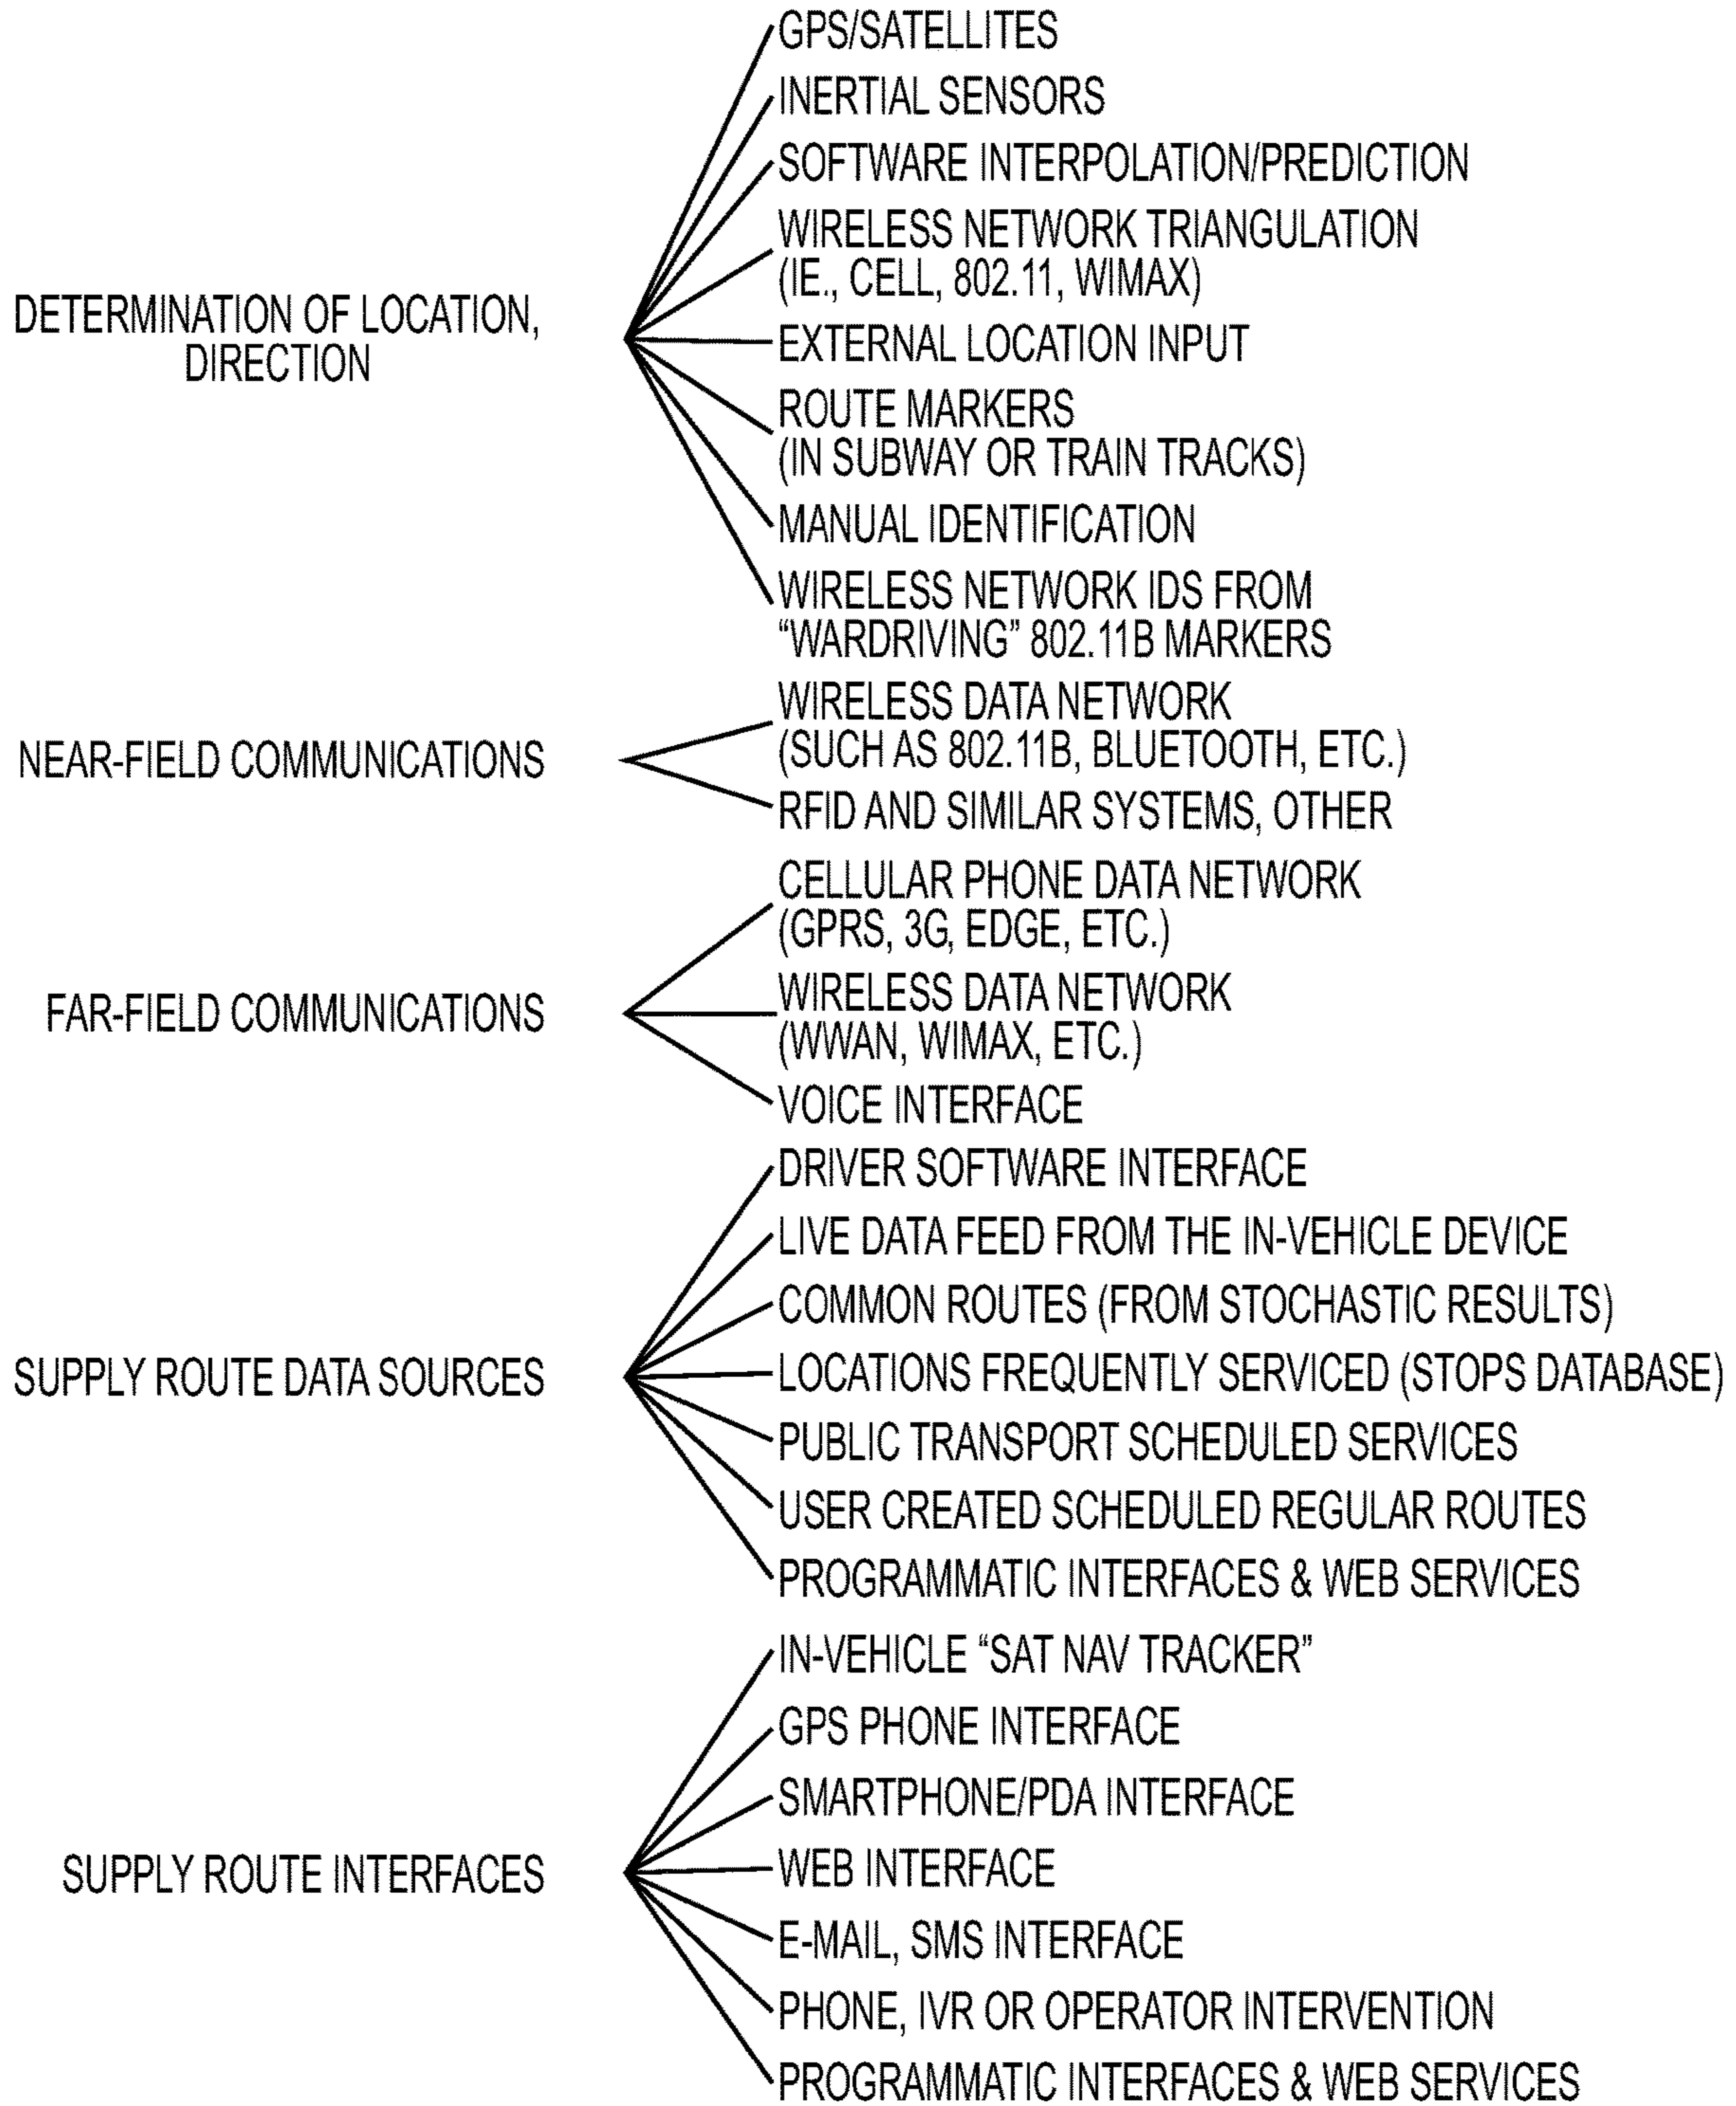 GPS/SATELLITES
INERTIAL SENSORS
SOFTWARE INTERPOLATION/PREDICTION
WIRELESS NETWORK TRIANGULATION
(IE., CELL, 802.11, WIMAX)
DETERMINATION OF LOCATION,
DIRECTION
EXTERNAL LOCATION INPUT
ROUTE MARKERS
(IN SUBWAY OR TRAIN TRACKS)
MANUAL IDENTIFICATION
WIRELESS NETWORK IDS FROM
“WARDRIVING” 802.11B MARKERS
NEAR-FIELD COMMUNICATIONS
WIRELESS DATA NETWORK
(SUCH AS 802.11B, BLUETOOTH, ETC.)
RFID AND SIMILAR SYSTEMS, OTHER
FAR-FIELD COMMUNICATIONS
CELLULAR PHONE DATA NETWORK
(GPRS, 3G, EDGE, ETC.)
WIRELESS DATA NETWORK
(WWAN, WIMAX, ETC.)
VOICE INTERFACE
SUPPLY ROUTE DATA SOURCES
DRIVER SOFTWARE INTERFACE
LIVE DATA FEED FROM THE IN-VEHICLE DEVICE
COMMON ROUTES (FROM STOCHASTIC RESULTS)
LOCATIONS FREQUENTLY SERVICED (STOPS DATABASE)
PUBLIC TRANSPORT SCHEDULED SERVICES
USER CREATED SCHEDULED REGULAR ROUTES
PROGRAMMATIC INTERFACES & WEB SERVICES
SUPPLY ROUTE INTERFACES
IN-VEHICLE “SAT NAV TRACKER”
GPS PHONE INTERFACE
SMARTPHONE/PDA INTERFACE
WEB INTERFACE
E-MAIL, SMS INTERFACE
PHONE, IVR OR OPERATOR INTERVENTION
PROGRAMMATIC INTERFACES & WEB SERVICES